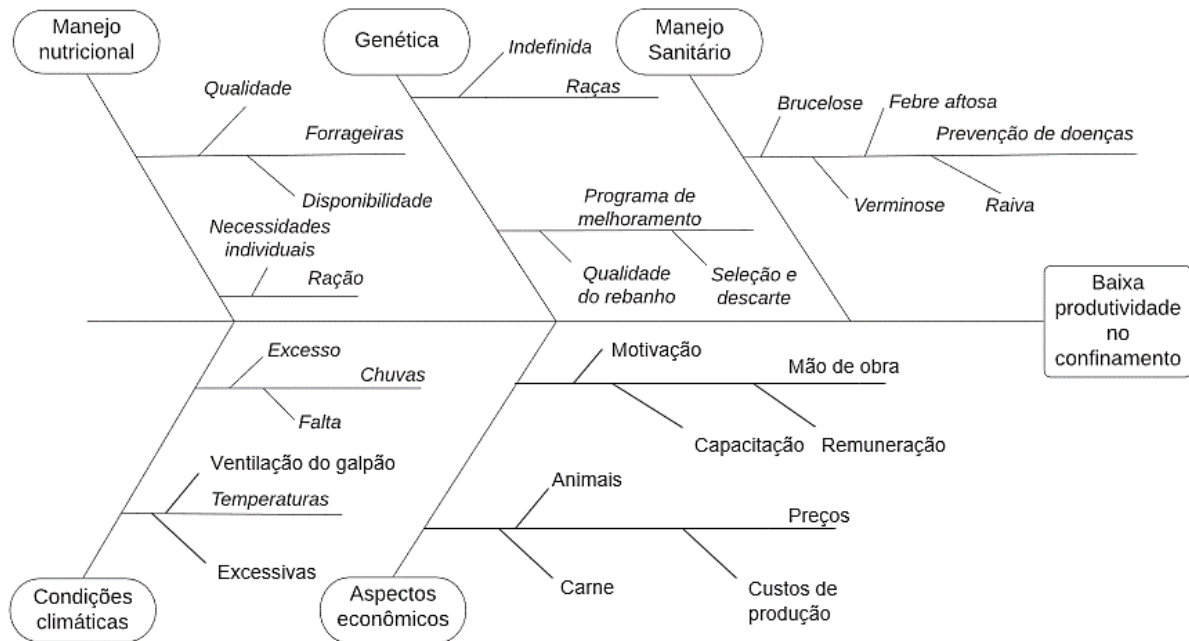 Manejo
nutricional
Genética
Manejo
Sanitário
Qualidade
Forrageiras
Disponibilidade
Necessidades
individuais
Ração
Indefinida
Raças
Programa de
melhoramento
Qualidade
do rebanho
Seleção e
descarte
Brucelose
Febre aftosa
Prevenção de doenças
Verminose
Raiva
Baixa
produtividade
no
confinamento
Excesso
Chuvas
Falta
Ventilação do galpão
Temperaturas
Excessivas
Condições
climáticas
Motivação
Mão de obra
Capacitação
Remuneração
Animais
Preços
Carne
Custos de
produção
Aspectos
econômicos